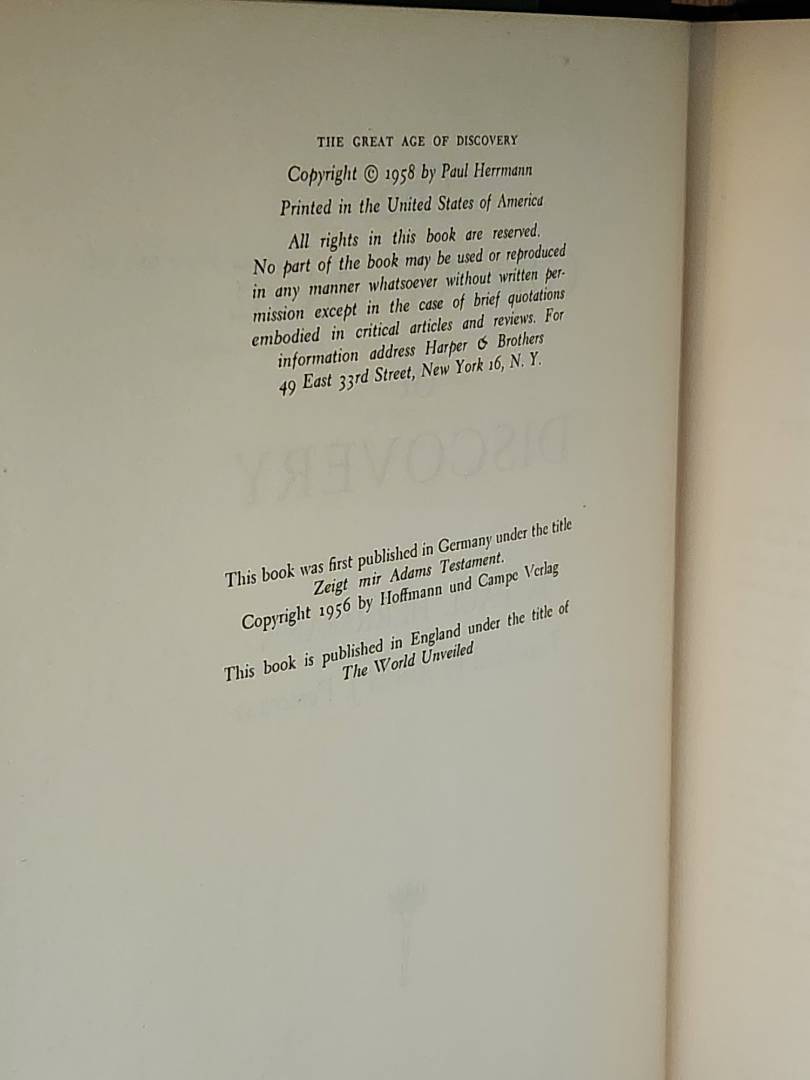 THE GREAT AGE OF DISCOVERY
Copyright © 1958 by Paul Herrmann
Printed in the United States of America
All rights in this book are reserved.
No part of the book may be used or reproduced
in any manner whatsoever without written per-
mission except in the case of brief quotations
embodied in critical articles and reviews. For
information address Harper & Brothers
49 East 33rd Street, New York 16, N. Y.
DISCOVERY
This book was first published in Germany under the title
Zeigt mir Adams Testament.
Copyright 1956 by Hoffmann und Campe Verlag
This book is published in England under the title of
The World Unveiled